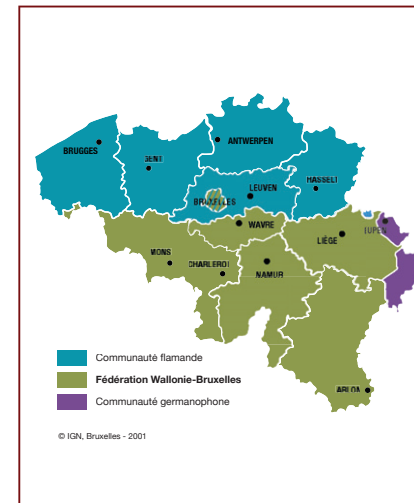 ANTWERPEN
BRUGGES
GENT
HASSELT
LEUVEN
BRUXELLES
WAVRE
LIÈGE
EUPEN
MONS
CHARLEROI
NAMUR
ARLON
Communauté flamande
Fédération Wallonie-Bruxelles
Communauté germanophone
© IGN, Bruxelles - 2001